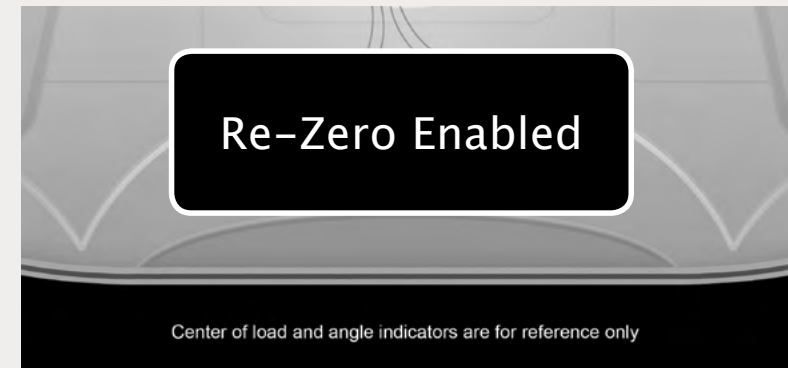 Re-Zero Enabled
Center of load and angle indicators are for reference only